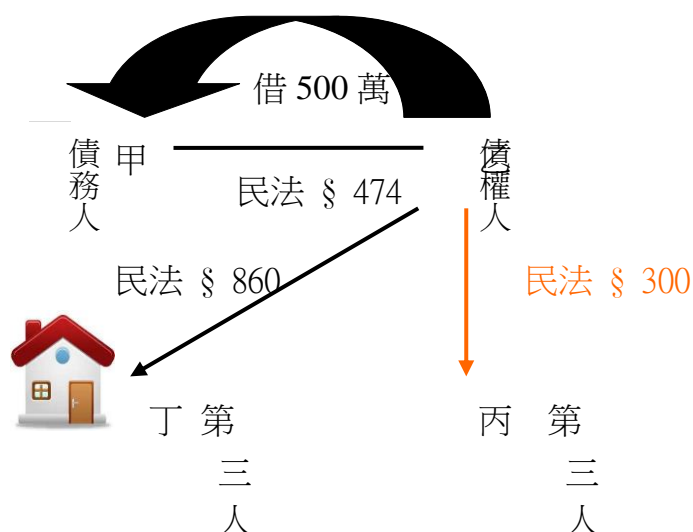 借 500 萬
債務人
甲
債權人
民法 § 474
民法 § 860
民法 § 300
丁 第三人
丙 第三人